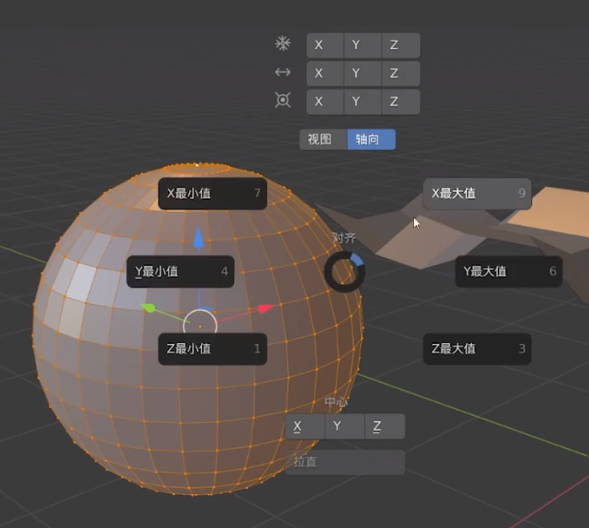 X Y Z
X Y Z
X Y Z
视图 轴向
X最小值 7
X最大值 9
对齐
Y最小值 4
Y最大值 6
Z最小值 1
Z最大值 3
中心
X Y Z
拉直